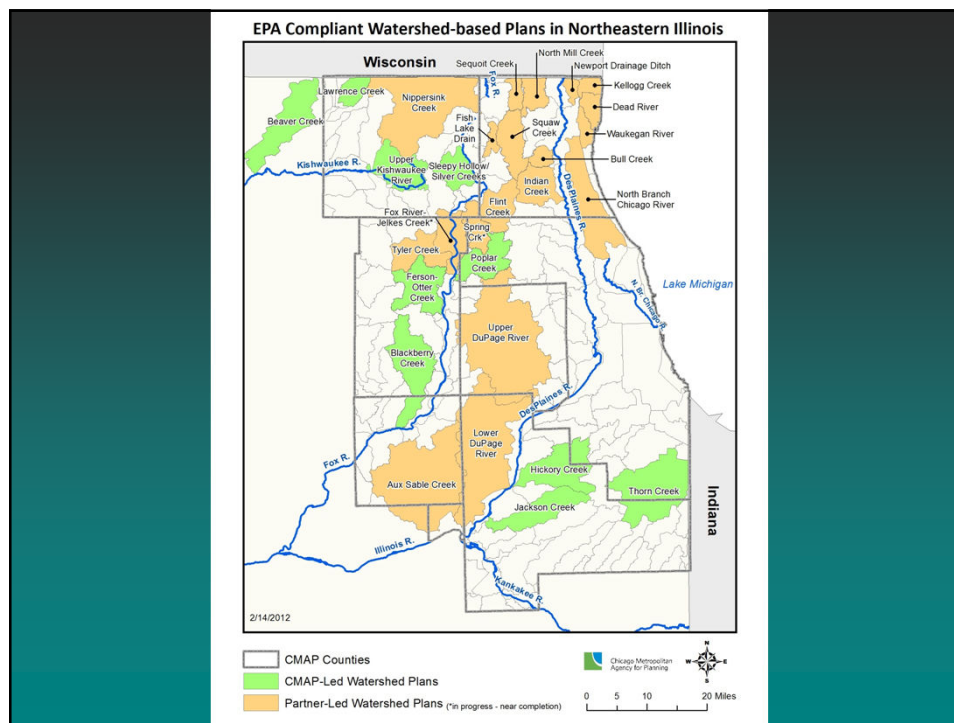 EPA Compliant Watershed-based Plans in Northeastern Illinois
Wisconsin
Sequoit Creek
North Mill Creek
Newport Drainage Ditch
Fox R.
Kellogg Creek
Dead River
Waukegan River
Bull Creek
North Branch
Chicago River
Lawrence Creek
Beaver Creek
Nippersink
Creek
Fish-
Lake
Drain
Squaw
Creek
Kishwaukee R.
Upper
Kishwaukee
River
Sleepy Hollow/
Silver Creeks
Indian
Creek
DesPlaines R.
Flint
Creek
Fox River-
Jelkes Creek*
Spring
Crk*
Tyler Creek
Poplar
Creek
Ferson-
Otter
Creek
N. Br. Chicago R.
Lake Michigan
Upper
DuPage River
Blackberry
Creek
DesPlaines R.
Lower
DuPage
River
Fox R.
Aux Sable Creek
Hickory Creek
Jackson Creek
Thorn Creek
Indiana
Illinois R.
Kankakee R.
2/14/2012
CMAP Counties
CMAP-Led Watershed Plans
Partner-Led Watershed Plans (*in progress - near completion)
Chicago Metropolitan
Agency for Planning
N
W E
S
0 5 10 20 Miles